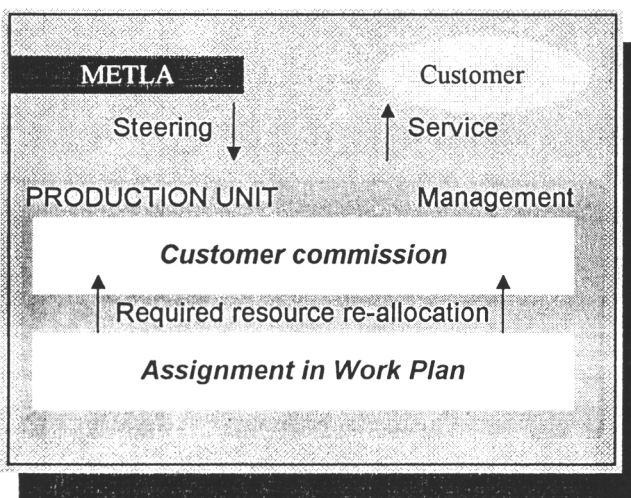 METLA Customer
Steering Service
PRODUCTION UNIT Management
Customer commission
Required resource re-allocation
Assignment in Work Plan